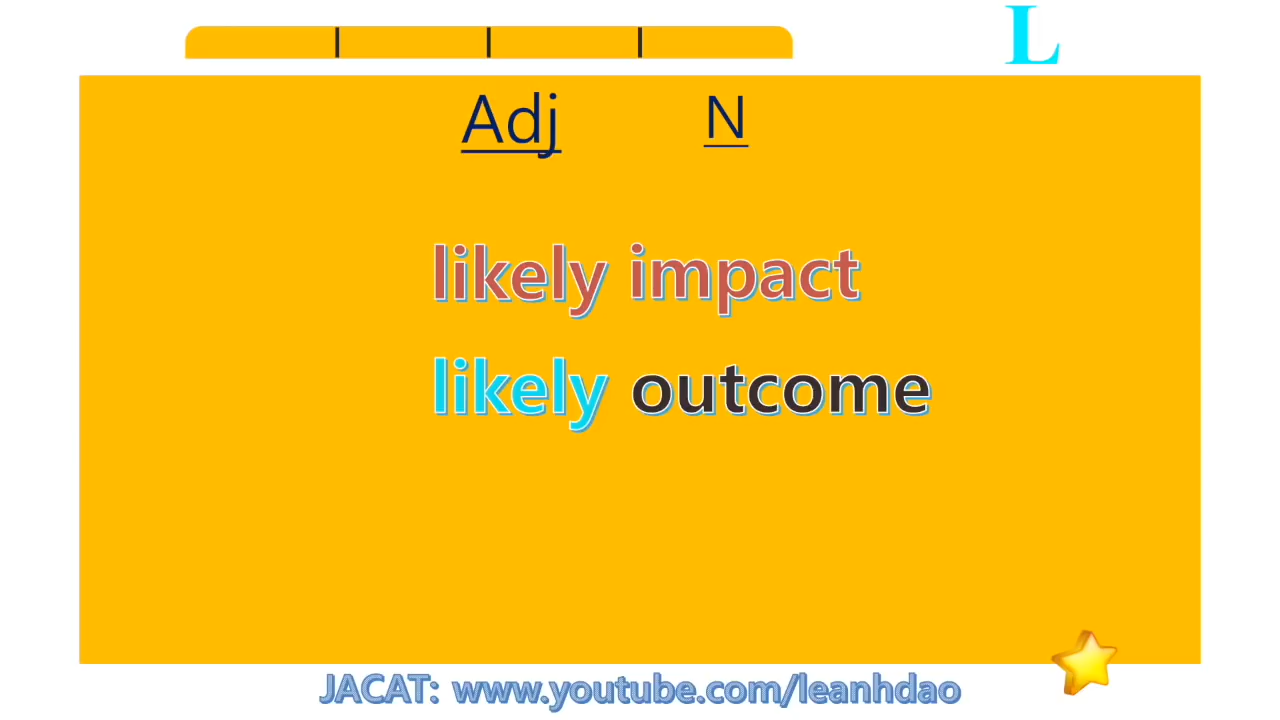 L
Adj N
likely impact
likely outcome
JACAT: www.youtube.com/leanhdao